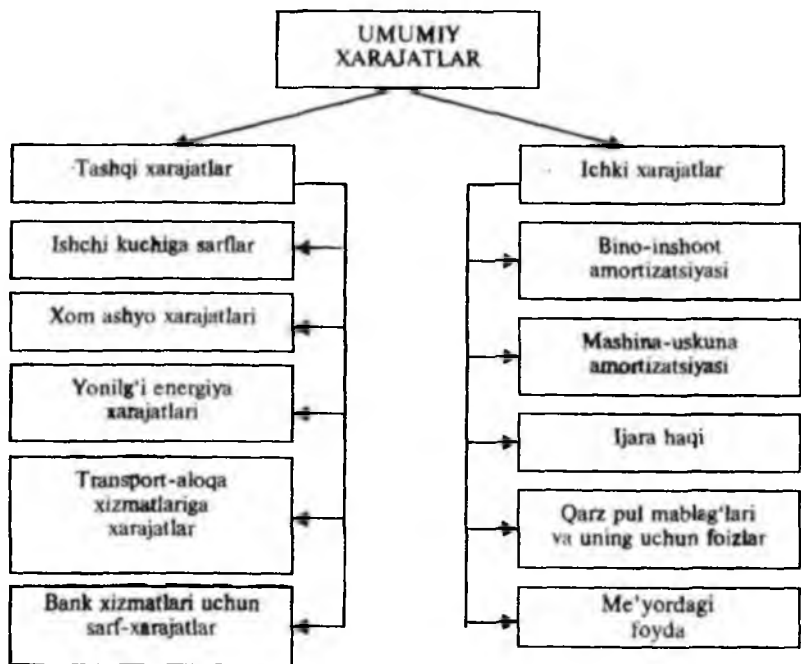 UMUMIY
XARAJATLAR
Tashqi xarajatlar
Ishchi kuchiga sarflar
Xom ashyo xarajatlari
Yonilg‘i energiya
xarajatlari
Transport-aloqa
xizmatlariga
xarajatlar
Bank xizmatlari uchun
sarf-xarajatlar
Ichki xarajatlar
Bino-inshoot
amortizatsiyasi
Mashina-uskuna
amortizatsiyasi
Ijara haqi
Qarz pul mablag‘lari
va uning uchun foizlar
Me’yordagi
foyda